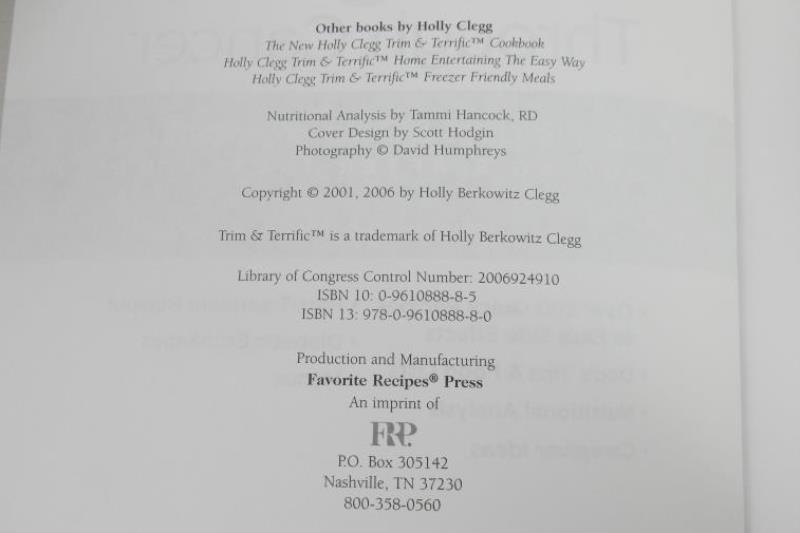 Other books by Holly Clegg
The New Holly Clegg Trim & Terrific™ Cookbook
Holly Clegg Trim & Terrific™ Home Entertaining The Easy Way
Holly Clegg Trim & Terrific™ Freezer Friendly Meals
Nutritional Analysis by Tammi Hancock, RD
Cover Design by Scott Hodgin
Photography © David Humphreys
Copyright © 2001, 2006 by Holly Berkowitz Clegg
Trim & Terrific™ is a trademark of Holly Berkowitz Clegg
Library of Congress Control Number: 2006924910
ISBN 10: 0-9610888-8-5
ISBN 13: 978-0-9610888-8-0
Production and Manufacturing
Favorite Recipes® Press
An imprint of
FRP
P.O. Box 305142
Nashville, TN 37230
800-358-0560